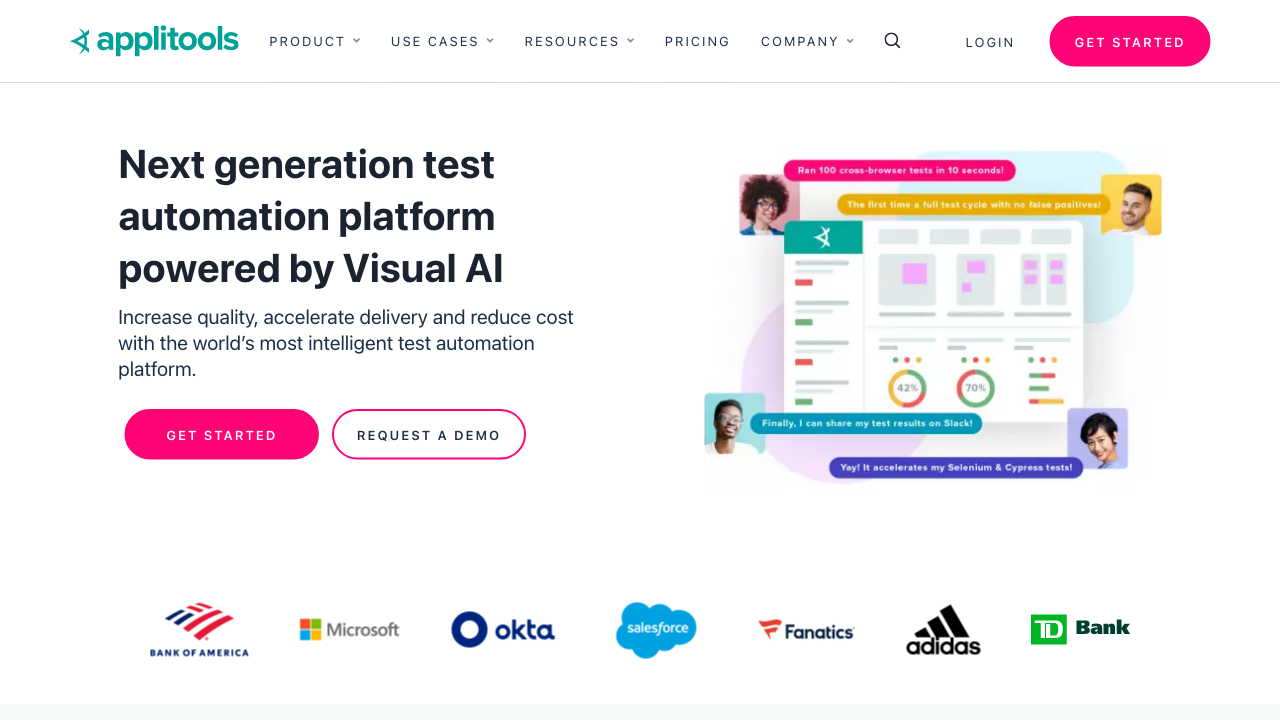 applitools
PRODUCT
USE CASES
RESOURCES
PRICING
COMPANY
LOGIN
GET STARTED
Next generation test
automation platform
powered by Visual AI
Increase quality, accelerate delivery and reduce cost
with the world’s most intelligent test automation
platform.
GET STARTED
REQUEST A DEMO
Ran 100 cross-browser tests in 10 seconds!
The first time a full test cycle with no false positives!
42%
70%
Finally, I can share my test results on Slack!
Yay! It accelerates my Selenium & Cypress tests!
BANK OF AMERICA
Microsoft
okta
salesforce
Fanatics
adidas
TD Bank